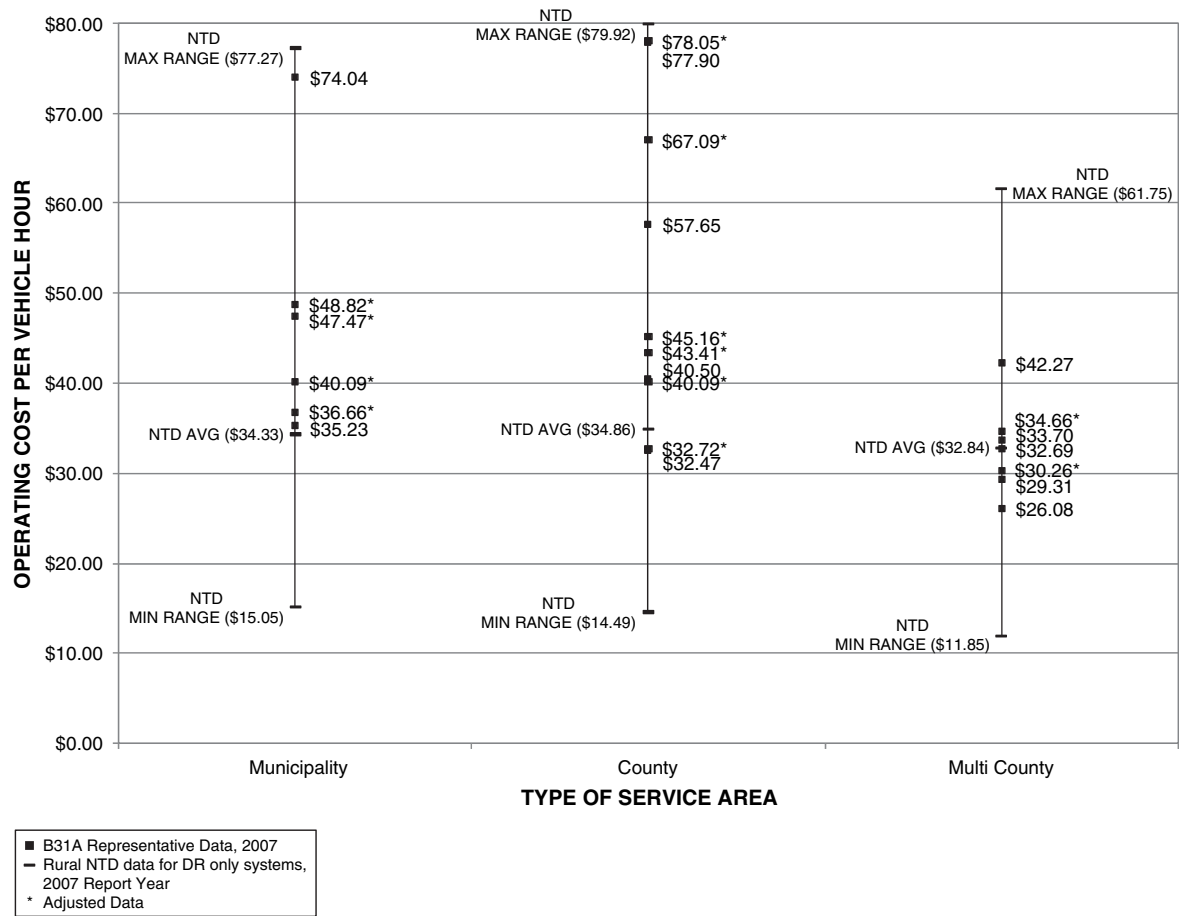 $80.00
$70.00
$60.00
$50.00
$40.00
$30.00
$20.00
$10.00
$0.00
OPERATING COST PER VEHICLE HOUR
NTD
MAX RANGE ($77.27)
$74.04
$48.82*
$47.47*
$40.09*
$36.66*
$35.23
NTD AVG ($34.33)
NTD
MIN RANGE ($15.05)
NTD
MAX RANGE ($79.92)
$78.05*
$77.90
$67.09*
$57.65
$45.16*
$43.41*
$40.50
$40.09*
NTD AVG ($34.86)
$32.72*
$32.47
NTD
MIN RANGE ($14.49)
NTD
MAX RANGE ($61.75)
$42.27
$34.66*
$33.70
NTD AVG ($32.84)
$32.69
$30.26*
$29.31
$26.08
NTD
MIN RANGE ($11.85)
Municipality
County
Multi County
TYPE OF SERVICE AREA
B31A Representative Data, 2007
Rural NTD data for DR only systems,
2007 Report Year
* Adjusted Data